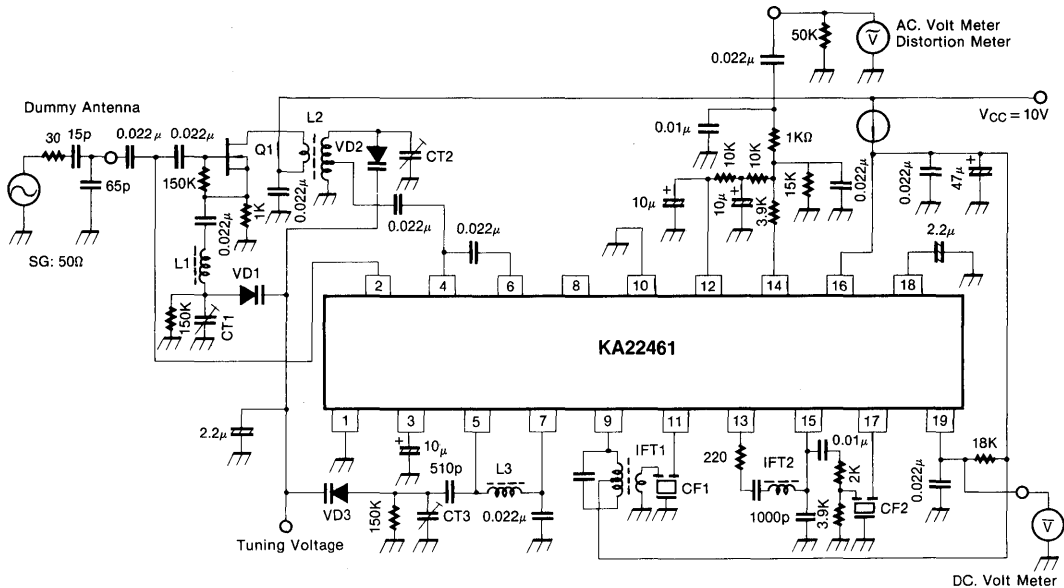 AC. Volt Meter
Distortion Meter
50K
Ṽ
0.022μ
Dummy Antenna
L2
VCC = 10V
30
15p
0.022μ
0.022μ
Q1
VD2
CT2
0.01μ
1KΩ
10K
10K
150K
65p
0.022μ
1K
0.022μ
10μ
+
10μ
+
15K
3.9K
0.022μ
0.022μ
47μ
+
0.022μ
0.022μ
2.2μ
SG: 50Ω
L1
VD1
150K
CT1
2
4
6
8
10
12
14
16
18
KA22461
1
3
5
7
9
11
13
15
17
19
2.2μ
+
10μ
510p
L3
VD3
150K
CT3
0.022μ
IFT1
CF1
220
IFT2
1000p
0.01μ
2K
3.9K
CF2
0.022μ
18K
V̄
Tuning Voltage
DC. Volt Meter